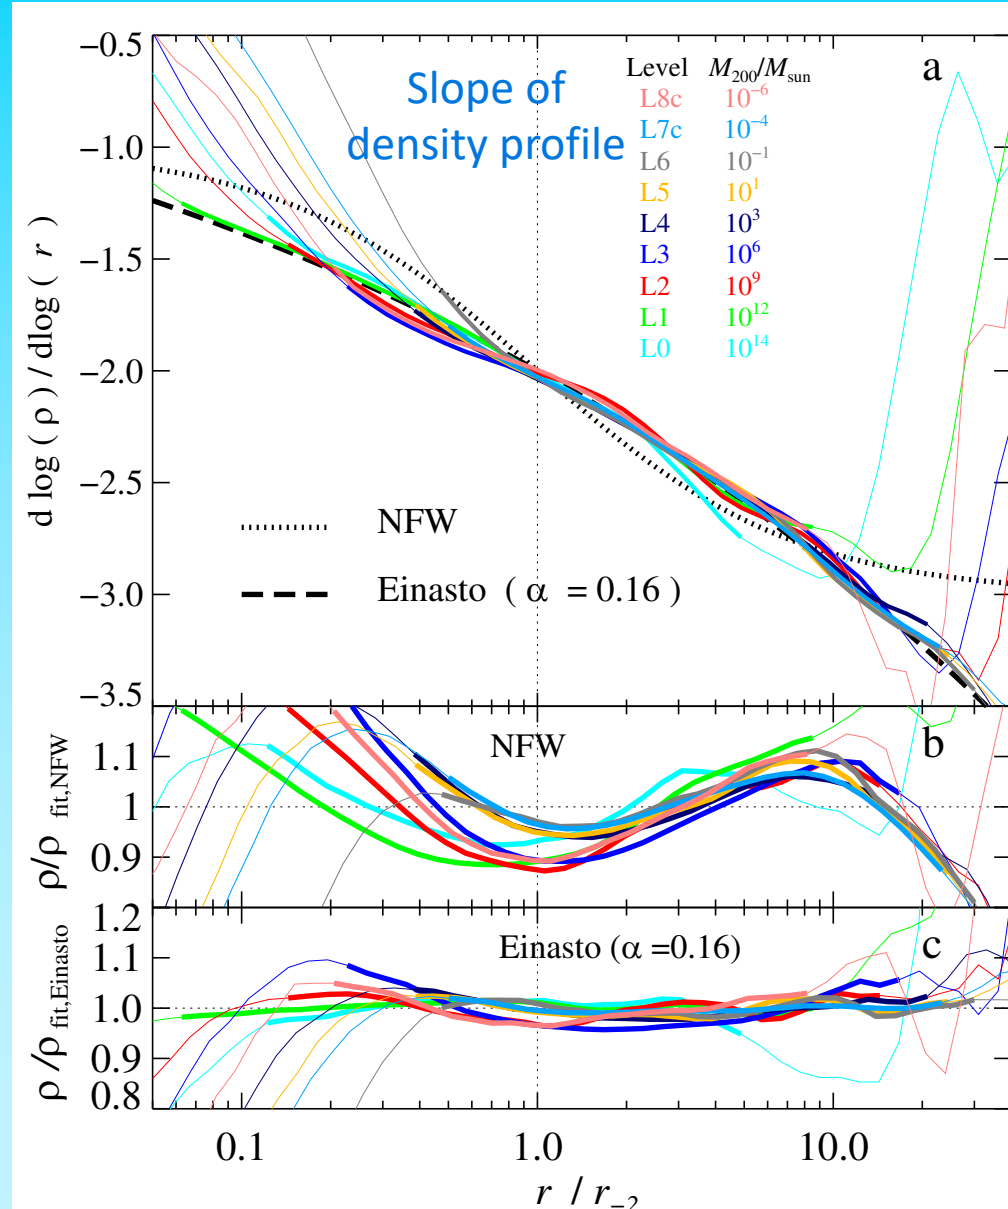 −0.5
−1.0
−1.5
−2.0
−2.5
−3.0
−3.5
d log ( ρ ) / dlog ( r )
Slope of
density profile
a
Level M200/Msun
L8c 10⁻⁶
L7c 10⁻⁴
L6 10⁻¹
L5 10¹
L4 10³
L3 10⁶
L2 10⁹
L1 10¹²
L0 10¹⁴
NFW
Einasto ( α = 0.16 )
1.1
1
0.9
ρ/ρ fit,NFW
NFW
b
1.2
1.1
1.0
0.9
0.8
ρ /ρ fit,Einasto
Einasto (α =0.16)
c
0.1 1.0 10.0
r / r₋₂